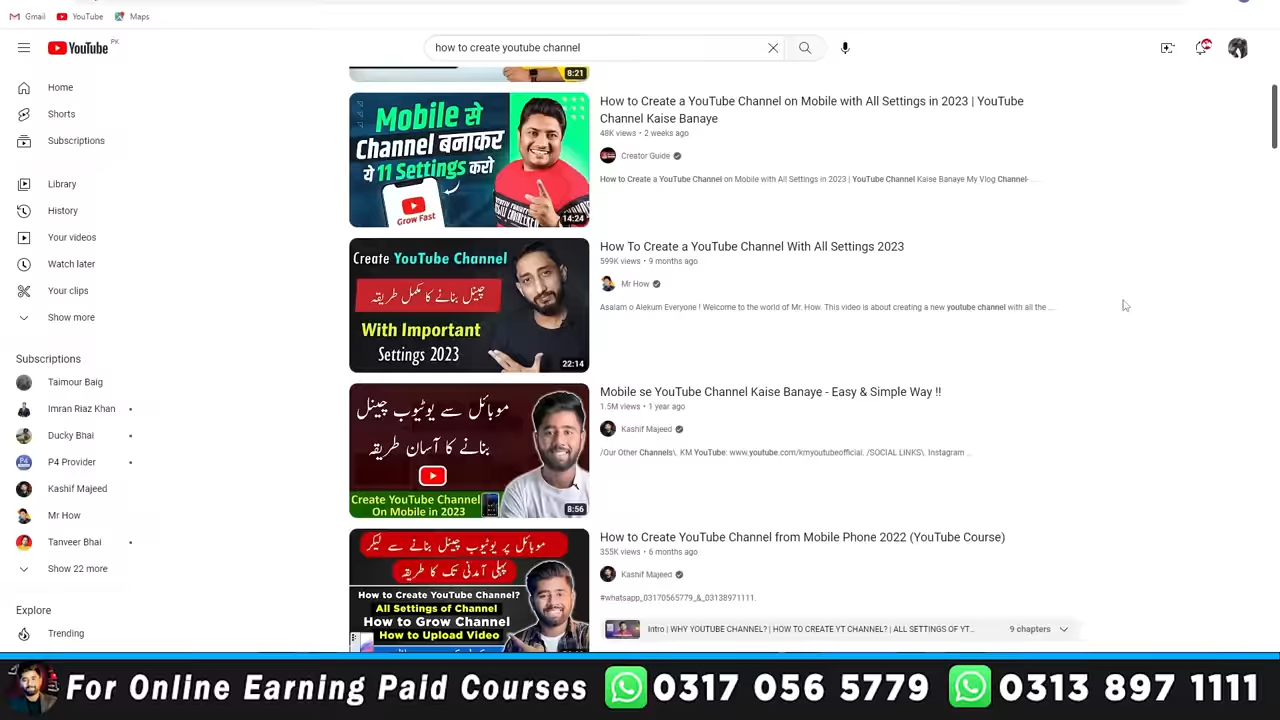 Gmail YouTube Maps
YouTube PK
how to create youtube channel
Home
Shorts
Subscriptions
Library
History
Your videos
Watch later
Your clips
Show more
Subscriptions
Taimour Baig
Imran Riaz Khan
Ducky Bhai
P4 Provider
Kashif Majeed
Mr How
Tanveer Bhai
Show 22 more
Explore
Trending
8:21
Mobile से
Channel बनाकर
ये 11 Settings करो
Grow Fast
14:24
How to Create a YouTube Channel on Mobile with All Settings in 2023 | YouTube
Channel Kaise Banaye
48K views • 2 weeks ago
Creator Guide
How to Create a YouTube Channel on Mobile with All Settings in 2023 | YouTube Channel Kaise Banaye My Vlog Channel-
Create YouTube Channel
چینل بنانے کا مکمل طریقہ
With Important
Settings 2023
22:14
How To Create a YouTube Channel With All Settings 2023
599K views • 9 months ago
Mr How
Asalam o Alekum Everyone ! Welcome to the world of Mr. How. This video is about creating a new youtube channel with all the ...
موبائل سے یوٹیوب چینل
بنانے کا آسان طریقہ
Create YouTube Channel
On Mobile in 2023
8:56
Mobile se YouTube Channel Kaise Banaye - Easy & Simple Way !!
1.5M views • 1 year ago
Kashif Majeed
/Our Other Channels\. KM YouTube: www.youtube.com/kmyoutubeofficial. /SOCIAL LINKS\. Instagram ...
موبائل پر یوٹیوب چینل بنانے سے لیکر
پہلی آمدنی تک کا طریقہ
How to Create YouTube Channel?
All Settings of Channel
How to Grow Channel
How to Upload Video
How to Create YouTube Channel from Mobile Phone 2022 (YouTube Course)
355K views • 6 months ago
Kashif Majeed
#whatsapp_03170565779_&_03138971111.
Intro | WHY YOUTUBE CHANNEL? | HOW TO CREATE YT CHANNEL? | ALL SETTINGS OF YT... 9 chapters
For Online Earning Paid Courses 0317 056 5779 0313 897 1111